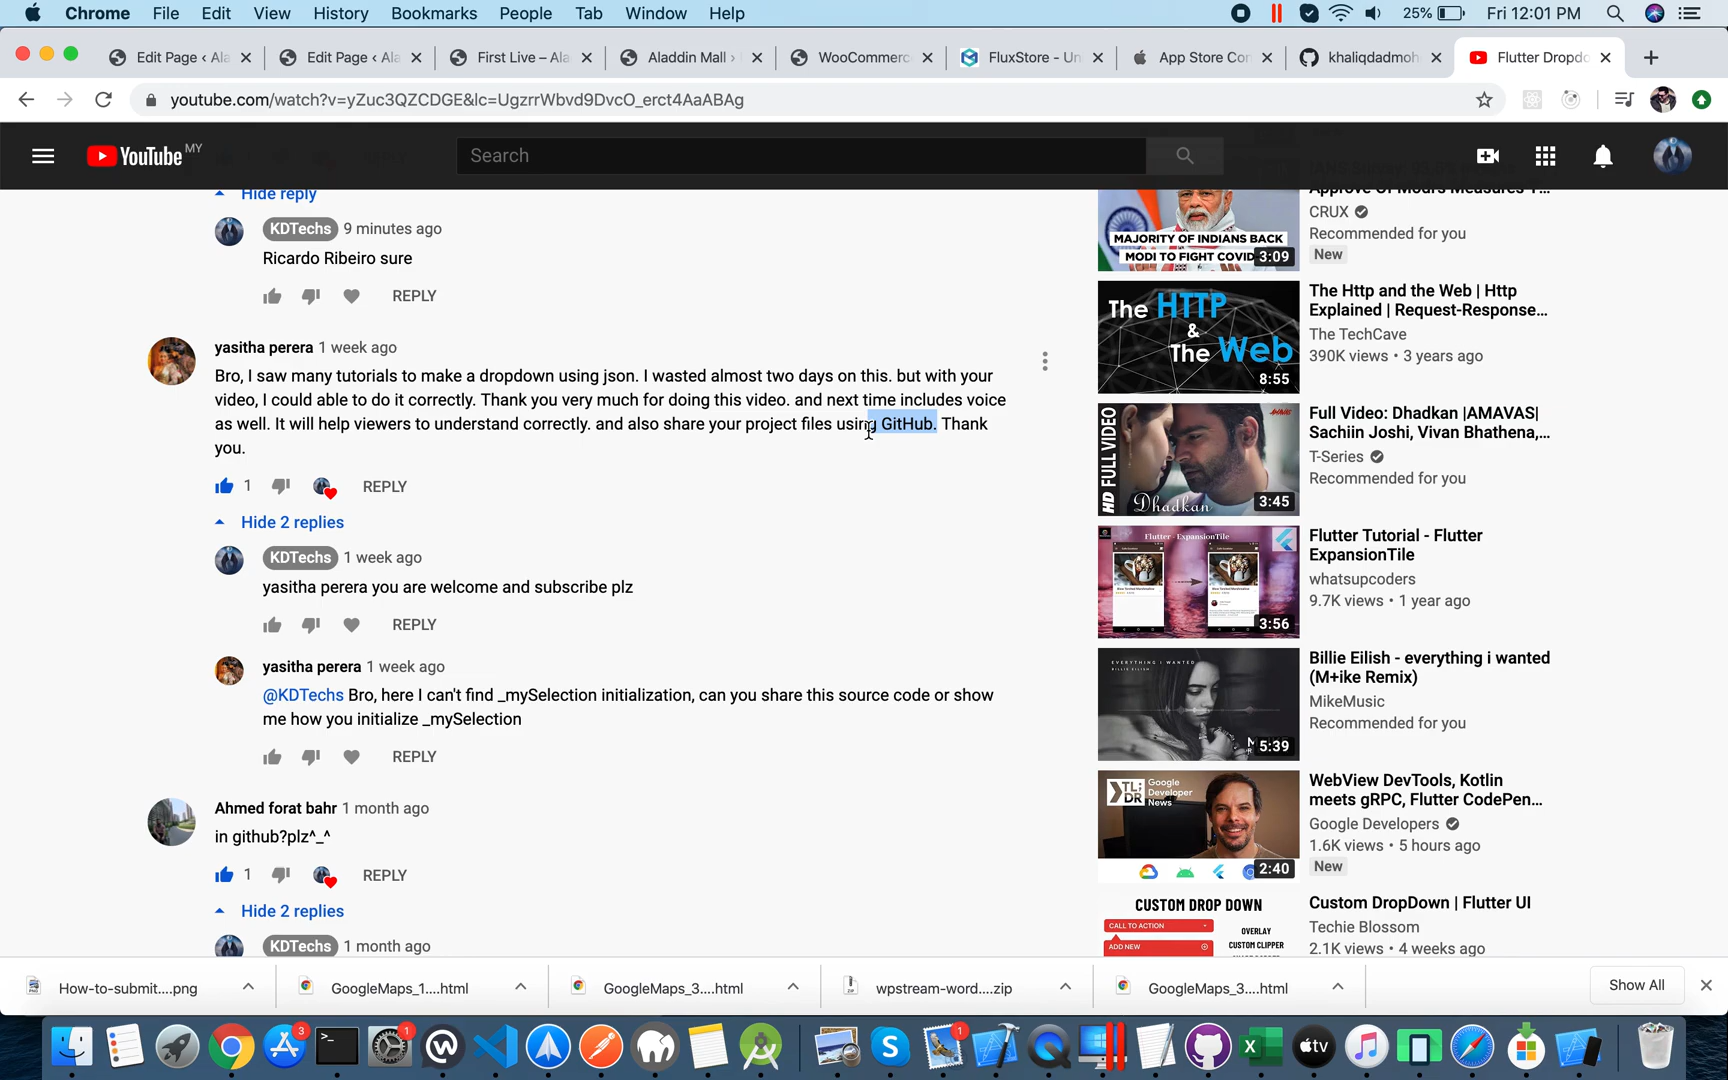 Chrome File Edit View History Bookmarks People Tab Window Help 25% Fri 12:01 PM
Edit Page ‹ Ala Edit Page ‹ Ala First Live – Ala Aladdin Mall › WooCommerc FluxStore - Un App Store Con khaliqdadmoh Flutter Dropdo
youtube.com/watch?v=yZuc3QZCDGE&lc=UgzrrWbvd9DvcO_erct4AaABAg
YouTube MY
Search
Hide reply
KDTechs 9 minutes ago
Ricardo Ribeiro sure
REPLY
yasitha perera 1 week ago
Bro, I saw many tutorials to make a dropdown using json. I wasted almost two days on this. but with your
video, I could able to do it correctly. Thank you very much for doing this video. and next time includes voice
as well. It will help viewers to understand correctly. and also share your project files using GitHub. Thank
you.
1 REPLY
Hide 2 replies
KDTechs 1 week ago
yasitha perera you are welcome and subscribe plz
REPLY
yasitha perera 1 week ago
@KDTechs Bro, here I can't find _mySelection initialization, can you share this source code or show
me how you initialize _mySelection
REPLY
Ahmed forat bahr 1 month ago
in github?plz^_^
1 REPLY
Hide 2 replies
KDTechs 1 month ago
Approve Of Modi's Measures
CRUX
Recommended for you
New
MAJORITY OF INDIANS BACK
MODI TO FIGHT COVID
3:09
The HTTP
&
The Web
8:55
The Http and the Web | Http
Explained | Request-Response...
The TechCave
390K views • 3 years ago
HD FULL VIDEO
Dhadkan
3:45
Full Video: Dhadkan |AMAVAS|
Sachiin Joshi, Vivan Bhathena,...
T-Series
Recommended for you
Flutter - ExpansionTile
3:56
Flutter Tutorial - Flutter
ExpansionTile
whatsupcoders
9.7K views • 1 year ago
EVERYTHING I WANTED
5:39
Billie Eilish - everything i wanted
(M+ike Remix)
MikeMusic
Recommended for you
TL;DR
Google
Developer
News
2:40
WebView DevTools, Kotlin
meets gRPC, Flutter CodePen...
Google Developers
1.6K views • 5 hours ago
New
CUSTOM DROP DOWN
CALL TO ACTION
ADD NEW
OVERLAY
CUSTOM CLIPPER
Custom DropDown | Flutter UI
Techie Blossom
2.1K views • 4 weeks ago
How-to-submit....png GoogleMaps_1....html GoogleMaps_3....html wpstream-word....zip GoogleMaps_3....html Show All
3 1 1 tv